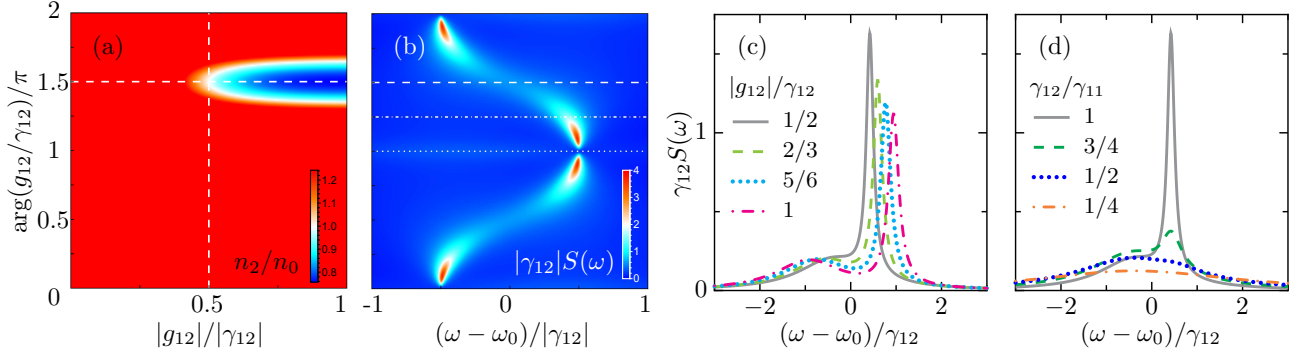 (a)
arg(g₁₂/γ₁₂)/π
2
1.5
1
0.5
0
0.5
1
|g₁₂|/|γ₁₂|
1.2
1.1
1.0
0.9
0.8
n₂/n₀
(b)
-1
0
1
(ω − ω₀)/|γ₁₂|
4
3
2
1
0
|γ₁₂|S(ω)
(c)
|g₁₂|/γ₁₂
1/2
2/3
5/6
1
γ₁₂S(ω)
1
0
−2
0
2
(ω − ω₀)/γ₁₂
(d)
γ₁₂/γ₁₁
1
3/4
1/2
1/4
−2
0
2
(ω − ω₀)/γ₁₂